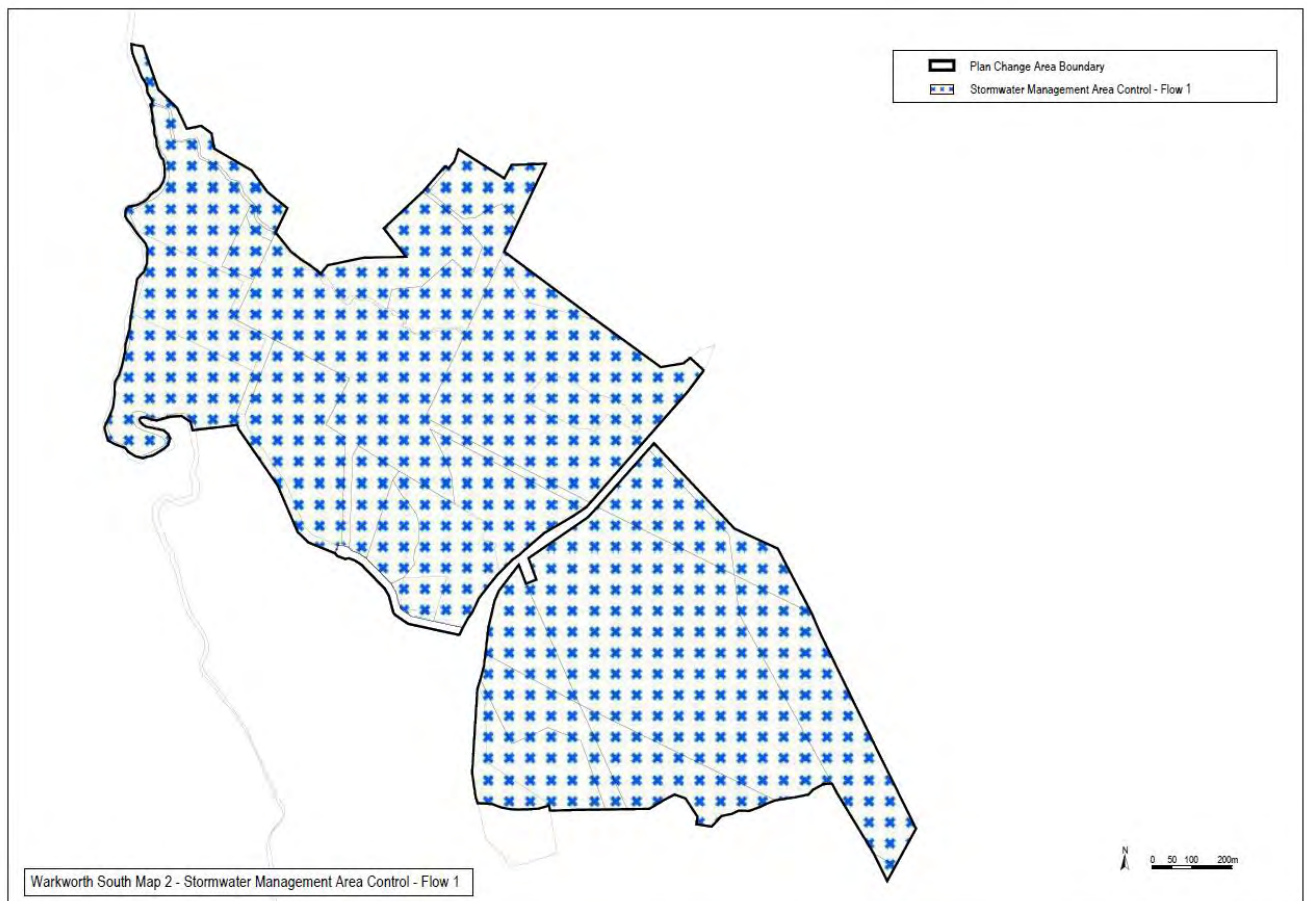 Plan Change Area Boundary
Stormwater Management Area Control - Flow 1
N
0 50 100 200m
Warkworth South Map 2 - Stormwater Management Area Control - Flow 1